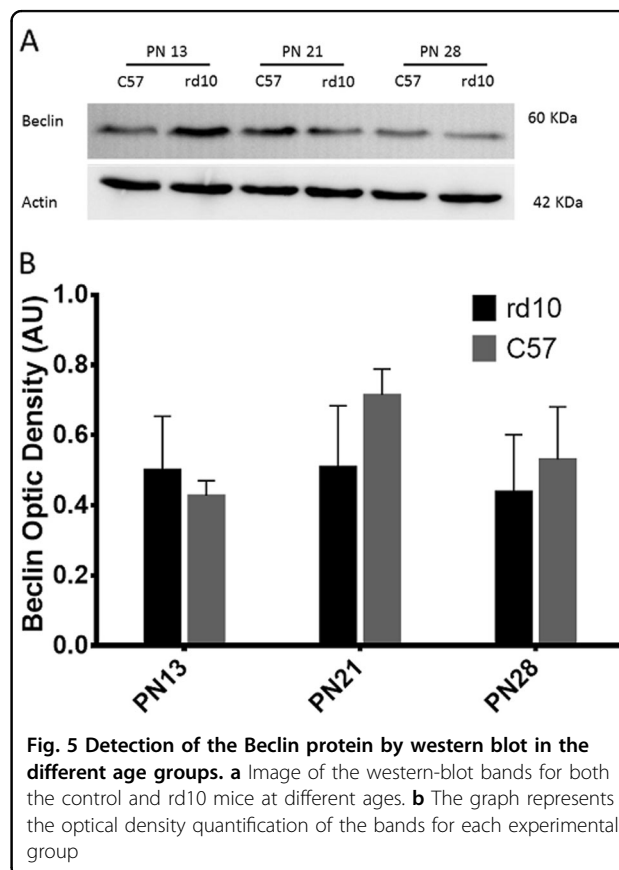 A
PN 13 PN 21 PN 28
C57 rd10 C57 rd10 C57 rd10
Beclin 60 KDa
Actin 42 KDa
B
Beclin Optic Density (AU)
1.0
0.8
0.6
0.4
0.2
0.0
rd10
C57
PN13 PN21 PN28
Fig. 5 Detection of the Beclin protein by western blot in the
different age groups. a Image of the western-blot bands for both
the control and rd10 mice at different ages. b The graph represents
the optical density quantification of the bands for each experimental
group